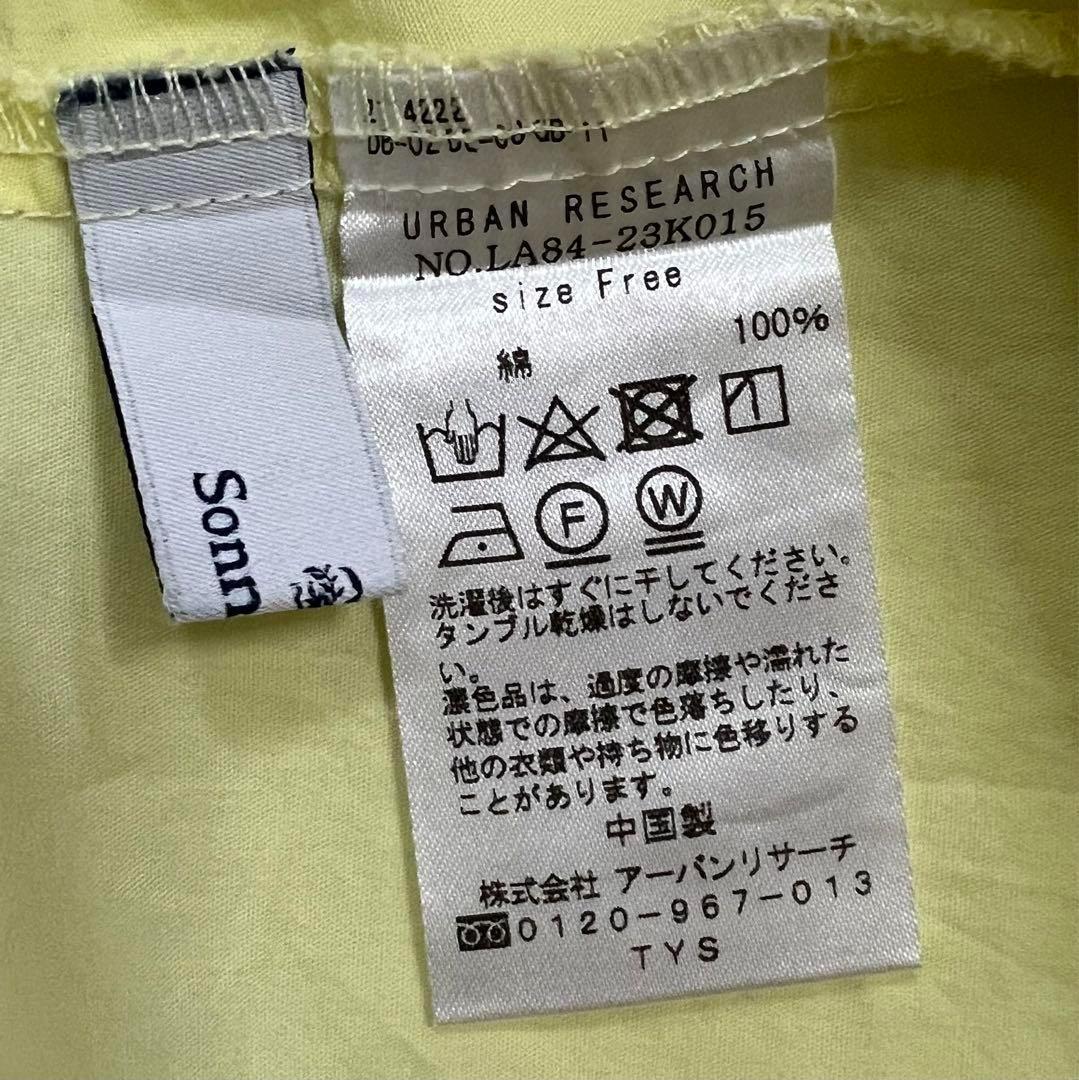 4222
URBAN RESEARCH
NO.LA84-23K015
size Free
100%
綿
F
W
洗濯後はすぐに干してください。
タンブル乾燥はしないでくださ
い。
濃色品は、過度の摩擦や濡れた
状態での摩擦で色落ちしたり、
他の衣類や持ち物に色移りする
ことがあります。
中国製
株式会社 アーバンリサーチ
0120-967-013
TYS
Sonn